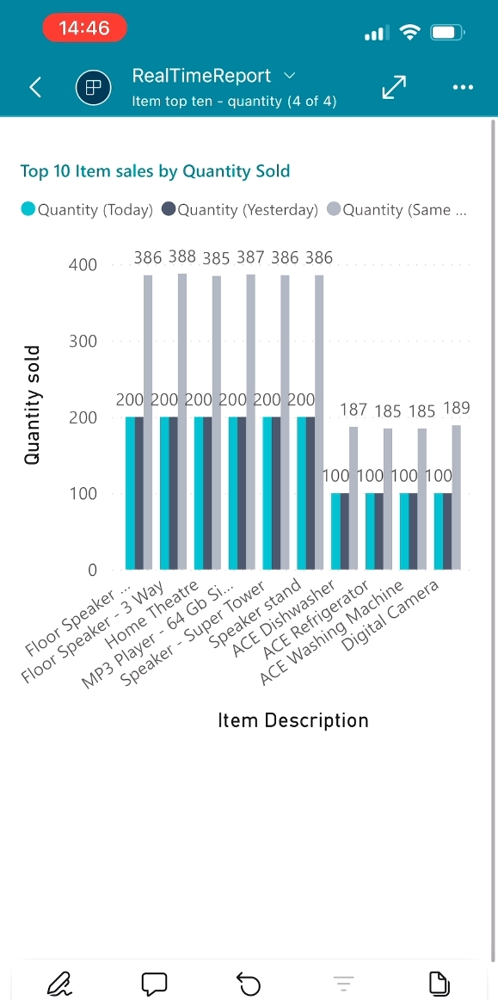 14:46
RealTimeReport
Item top ten - quantity (4 of 4)
Top 10 Item sales by Quantity Sold
Quantity (Today) Quantity (Yesterday) Quantity (Same ...
400
300
200
100
0
Quantity sold
386 388 385 387 386 386
200 200 200 200 200 200
187 185 185 189
100 100 100 100
Floor Speaker ...
Floor Speaker - 3 Way
Home Theatre
MP3 Player - 64 Gb Si...
Speaker - Super Tower
Speaker stand
ACE Dishwasher
ACE Refrigerator
ACE Washing Machine
Digital Camera
Item Description